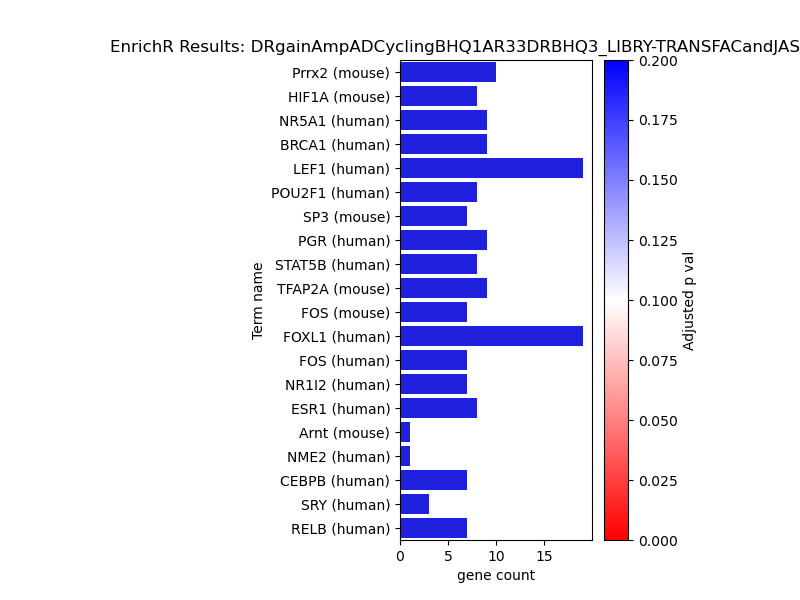 EnrichR Results: DRgainAmpADCyclingBHQ1AR33DRBHQ3_LIBRY-TRANSFACandJAS
Prrx2 (mouse)
HIF1A (mouse)
NR5A1 (human)
BRCA1 (human)
LEF1 (human)
POU2F1 (human)
SP3 (mouse)
PGR (human)
STAT5B (human)
TFAP2A (mouse)
FOS (mouse)
FOXL1 (human)
FOS (human)
NR1I2 (human)
ESR1 (human)
Arnt (mouse)
NME2 (human)
CEBPB (human)
SRY (human)
RELB (human)
Term name
0 5 10 15
gene count
0.200
0.175
0.150
0.125
0.100
0.075
0.050
0.025
0.000
Adjusted p val